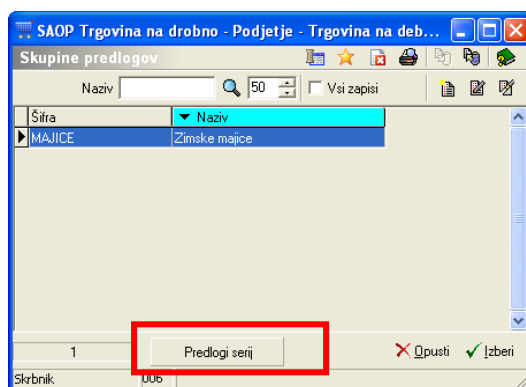 SAOP Trgovina na drobno - Podjetje - Trgovina na deb...
Skupine predlogov
Naziv 50 Vsi zapisi
Šifra Naziv
MAJICE Zimske majice
1 Predlogi serij Opusti Izberi
Skrbnik 006